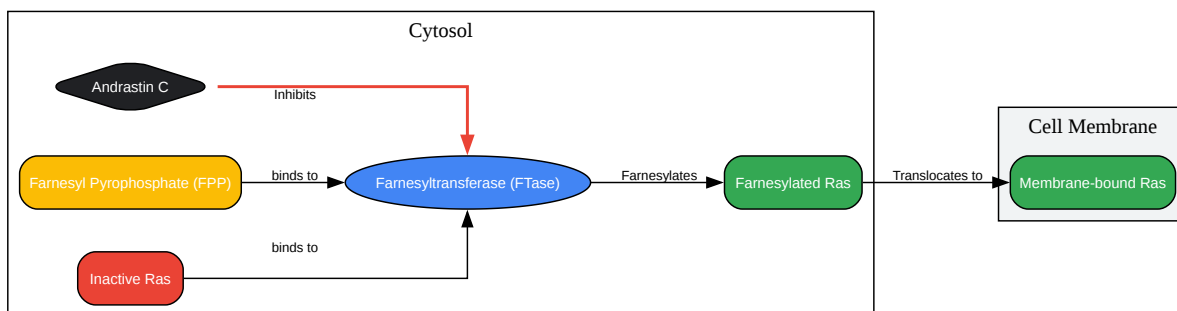 Cytosol
Andrastin C
Inhibits
Cell Membrane
Farnesyl Pyrophosphate (FPP)
binds to
Farnesyltransferase (FTase)
Farnesylates
Farnesylated Ras
Translocates to
Membrane-bound Ras
binds to
Inactive Ras